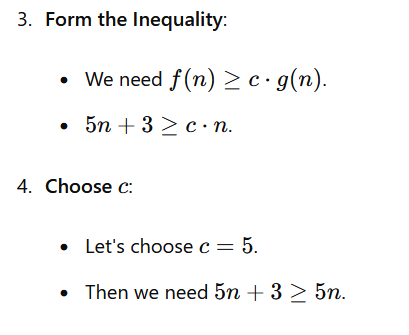 3. Form the Inequality:
• We need f(n) ≥ c · g(n).
• 5n + 3 ≥ c · n.
4. Choose c:
• Let's choose c = 5.
• Then we need 5n + 3 ≥ 5n.